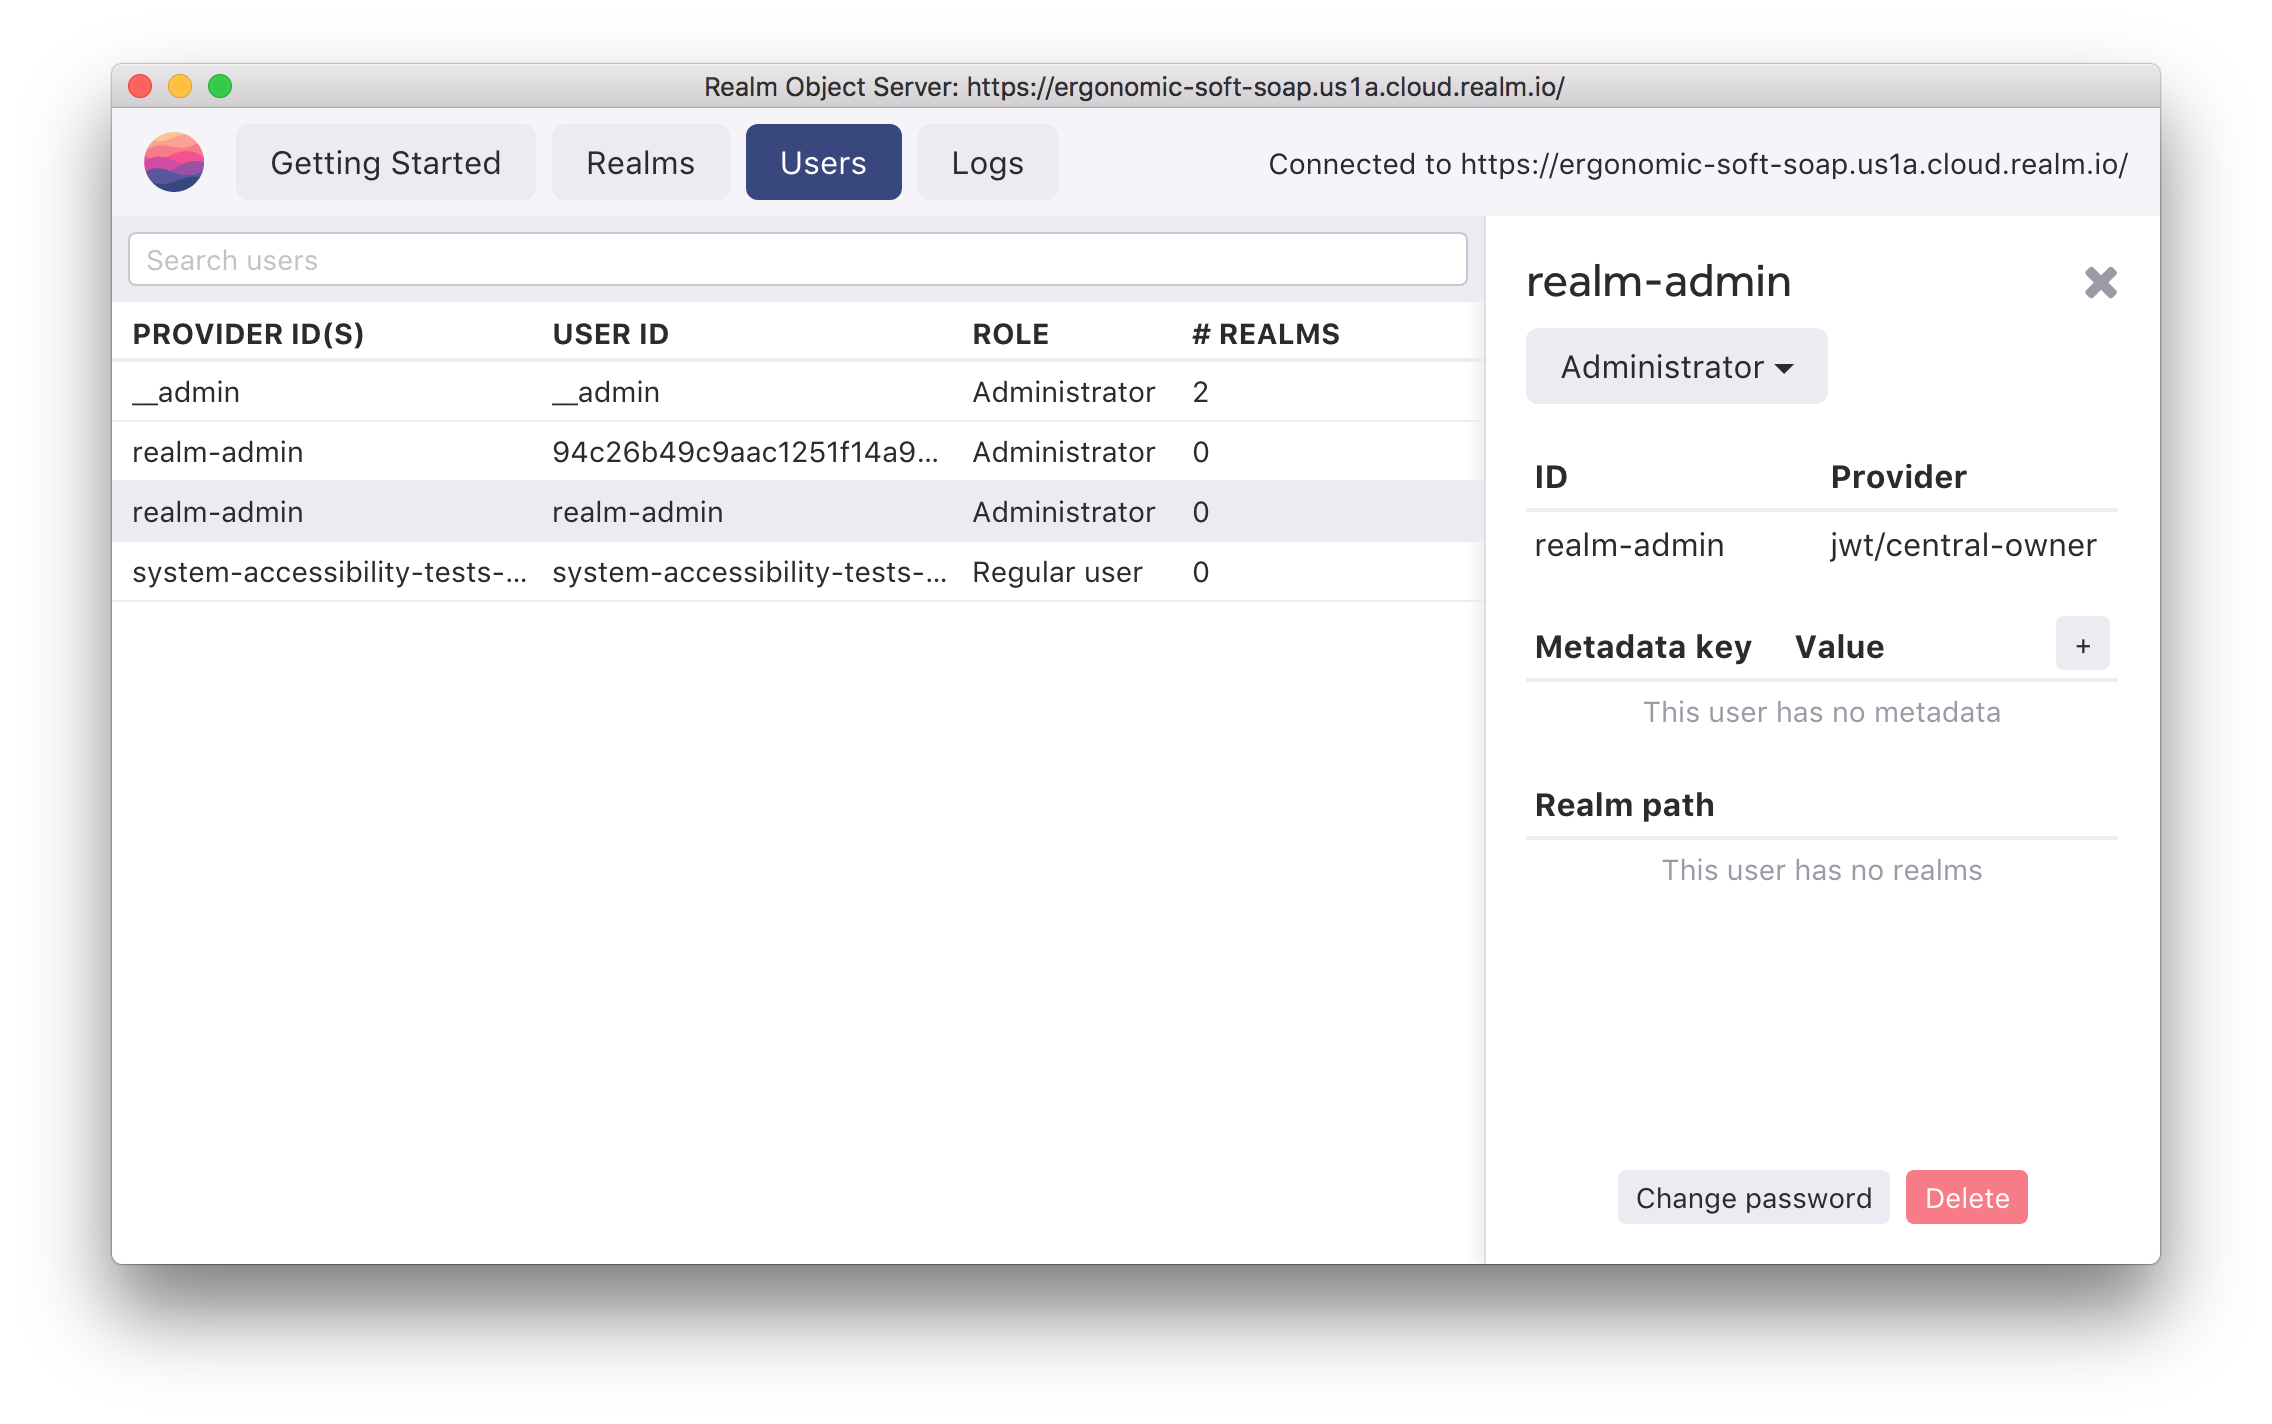 Realm Object Server: https://ergonomic-soft-soap.us1a.cloud.realm.io/
Getting Started Realms Users Logs Connected to https://ergonomic-soft-soap.us1a.cloud.realm.io/
Search users
PROVIDER ID(S) USER ID ROLE # REALMS
__admin __admin Administrator 2
realm-admin 94c26b49c9aac1251f14a9... Administrator 0
realm-admin realm-admin Administrator 0
system-accessibility-tests-... system-accessibility-tests-... Regular user 0
realm-admin
Administrator
ID Provider
realm-admin jwt/central-owner
Metadata key Value +
This user has no metadata
Realm path
This user has no realms
Change password Delete